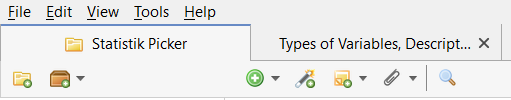 File Edit View Tools Help
Statistik Picker Types of Variables, Descript...